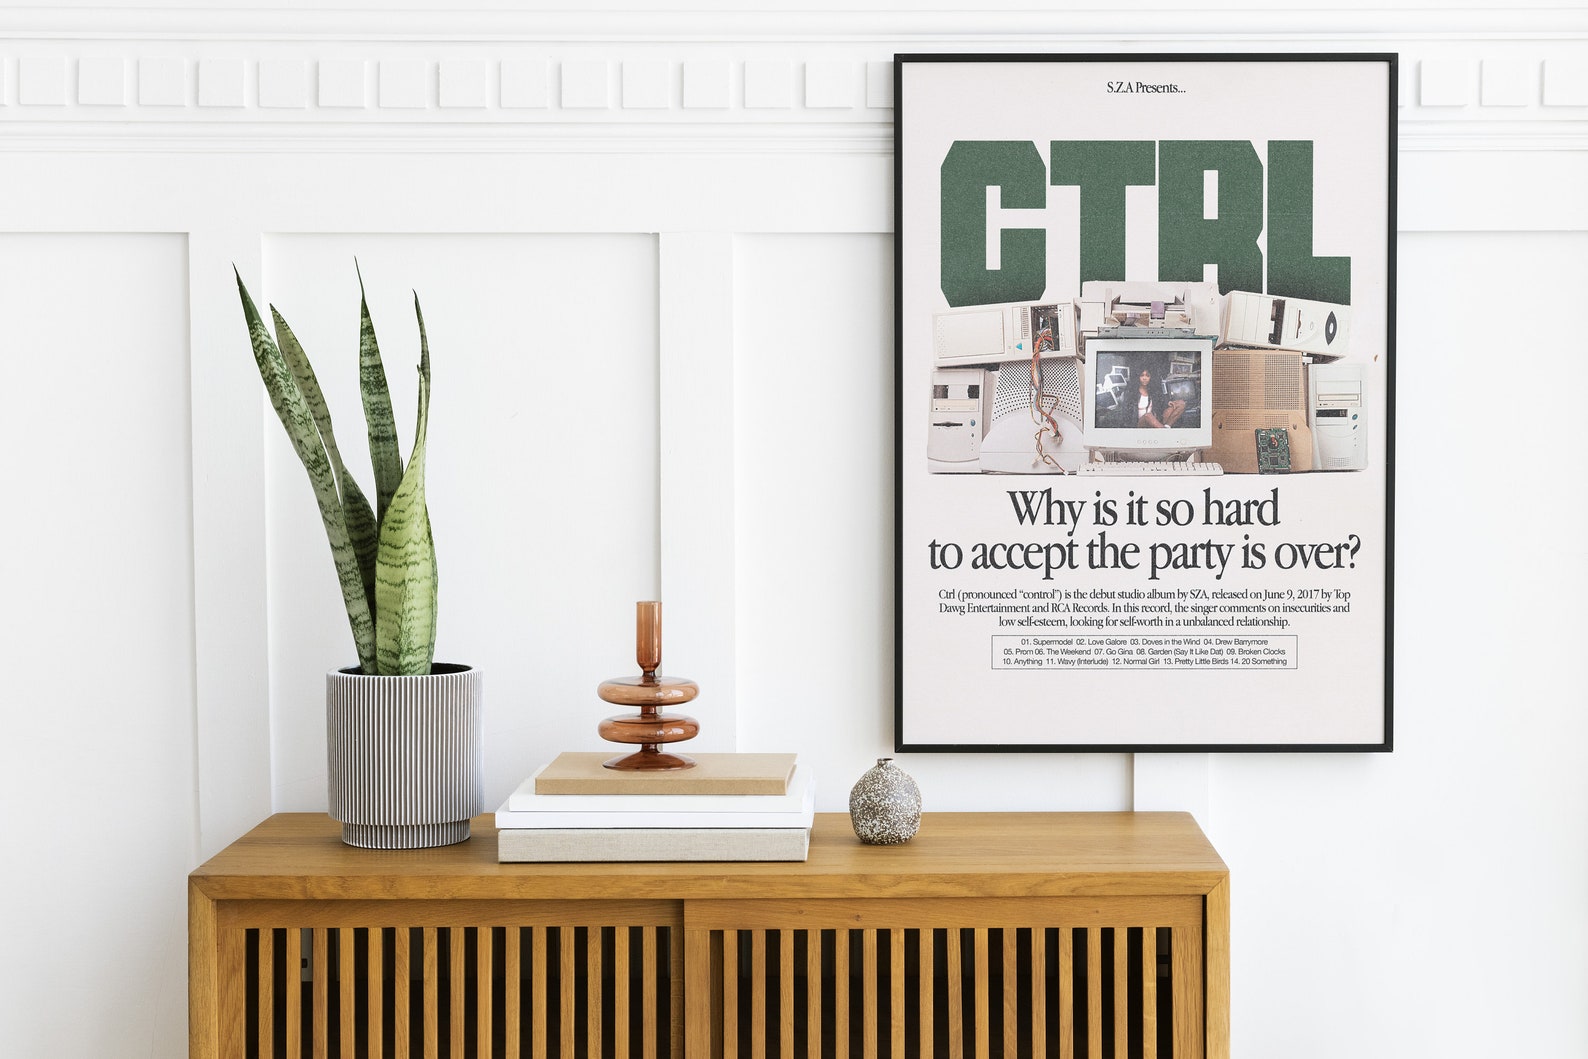 S.Z.A Presents...
CTRL
Why is it so hard
to accept the party is over?
Ctrl (pronounced “control”) is the debut studio album by SZA, released on June 9, 2017 by Top
Dawg Entertainment and RCA Records. In this record, the singer comments on insecurities and
low self-esteem, looking for self-worth in a unbalanced relationship.
01. Supermodel 02. Love Galore 03. Doves in the Wind 04. Drew Barrymore
05. Prom 06. The Weekend 07. Go Gina 08. Garden (Say It Like Dat) 09. Broken Clocks
10. Anything 11. Wavy (Interlude) 12. Normal Girl 13. Pretty Little Birds 14. 20 Something